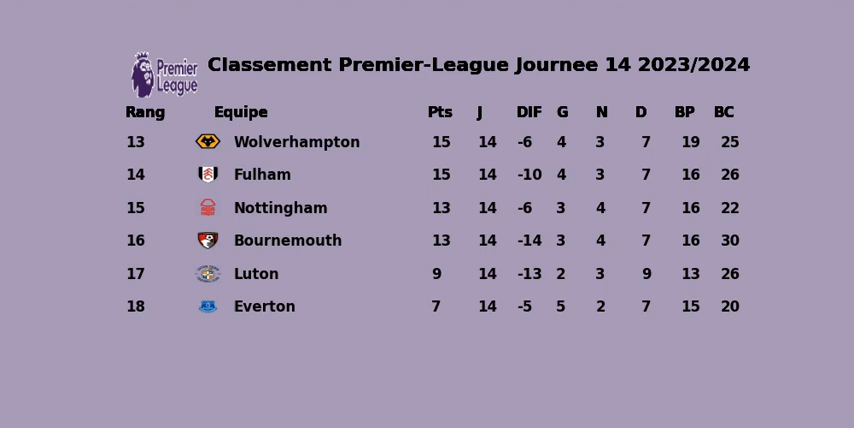 Premier
League
Classement Premier-League Journee 14 2023/2024
Rang Equipe Pts J DIF G N D BP BC
13 Wolverhampton 15 14 -6 4 3 7 19 25
14 Fulham 15 14 -10 4 3 7 16 26
15 Nottingham 13 14 -6 3 4 7 16 22
16 Bournemouth 13 14 -14 3 4 7 16 30
17 Luton 9 14 -13 2 3 9 13 26
18 Everton 7 14 -5 5 2 7 15 20